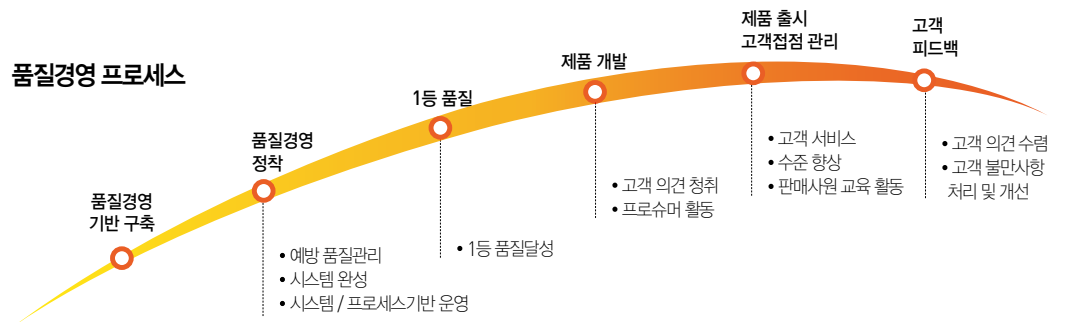 품질경영 프로세스
품질경영
기반 구축
품질경영
정착
• 예방 품질관리
• 시스템 완성
• 시스템 / 프로세스기반 운영
1등 품질
• 1등 품질달성
제품 개발
• 고객 의견 청취
• 프로슈머 활동
제품 출시
고객접점 관리
• 고객 서비스
• 수준 향상
• 판매사원 교육 활동
고객
피드백
• 고객 의견 수렴
• 고객 불만사항
처리 및 개선